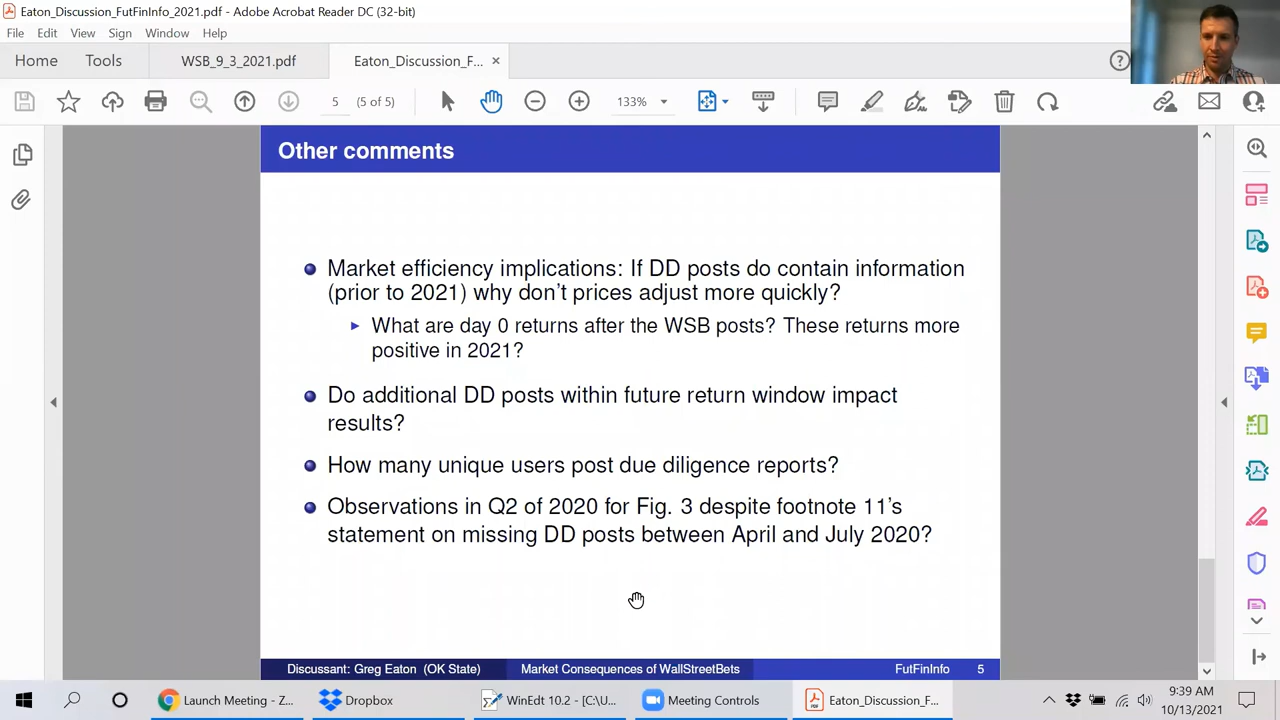 Eaton_Discussion_FutFinInfo_2021.pdf - Adobe Acrobat Reader DC (32-bit)
File Edit View Sign Window Help
Home Tools WSB_9_3_2021.pdf Eaton_Discussion_F... ×
5 (5 of 5) 133%
Other comments
Market efficiency implications: If DD posts do contain information
(prior to 2021) why don't prices adjust more quickly?
What are day 0 returns after the WSB posts? These returns more
positive in 2021?
Do additional DD posts within future return window impact
results?
How many unique users post due diligence reports?
Observations in Q2 of 2020 for Fig. 3 despite footnote 11's
statement on missing DD posts between April and July 2020?
Discussant: Greg Eaton (OK State) Market Consequences of WallStreetBets FutFinInfo 5
Launch Meeting - Z... Dropbox WinEdt 10.2 - [C:\U... Meeting Controls Eaton_Discussion_F...
9:39 AM
10/13/2021